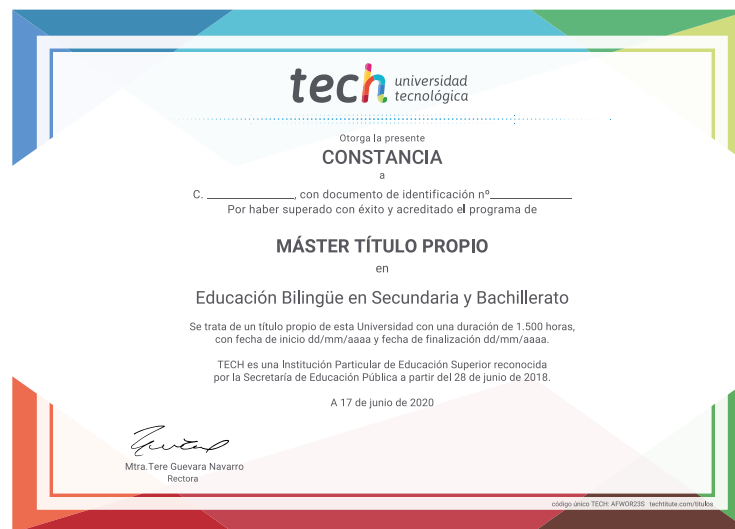 tech universidad
tecnológica
Otorga la presente
CONSTANCIA
a
C. ______________, con documento de identificación nº_____________
Por haber superado con éxito y acreditado el programa de
MÁSTER TÍTULO PROPIO
en
Educación Bilingüe en Secundaria y Bachillerato
Se trata de un título propio de esta Universidad con una duración de 1.500 horas,
con fecha de inicio dd/mm/aaaa y fecha de finalización dd/mm/aaaa.
TECH es una Institución Particular de Educación Superior reconocida
por la Secretaría de Educación Pública a partir del 28 de junio de 2018.
A 17 de junio de 2020
Mtra.Tere Guevara Navarro
Rectora
código único TECH: AFWOR23S techtitute.com/titulos